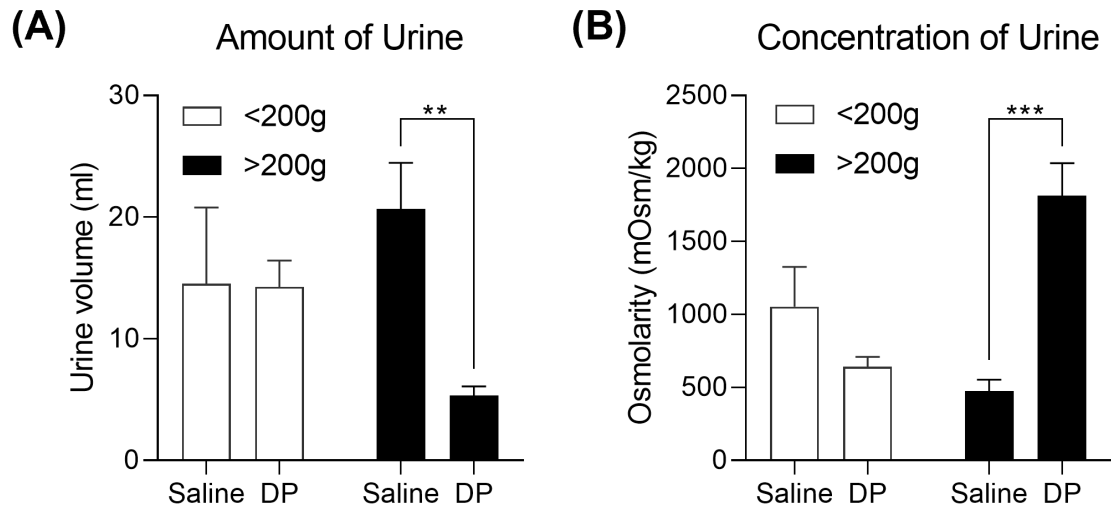 (A)
Amount of Urine
Urine volume (ml)
30
20
10
0
<200g
>200g
**
Saline DP Saline DP
(B)
Concentration of Urine
Osmolarity (mOsm/kg)
2500
2000
1500
1000
500
0
<200g
>200g
***
Saline DP Saline DP